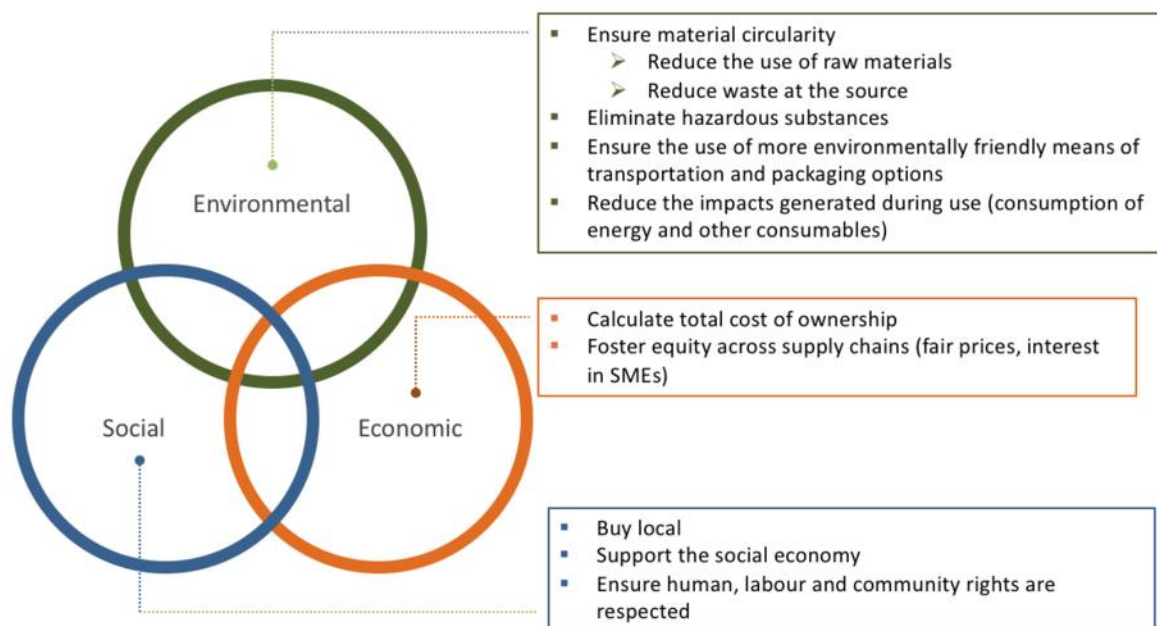 Environmental
▪ Ensure material circularity
➢ Reduce the use of raw materials
➢ Reduce waste at the source
▪ Eliminate hazardous substances
▪ Ensure the use of more environmentally friendly means of
transportation and packaging options
▪ Reduce the impacts generated during use (consumption of
energy and other consumables)
Economic
▪ Calculate total cost of ownership
▪ Foster equity across supply chains (fair prices, interest
in SMEs)
Social
▪ Buy local
▪ Support the social economy
▪ Ensure human, labour and community rights are
respected